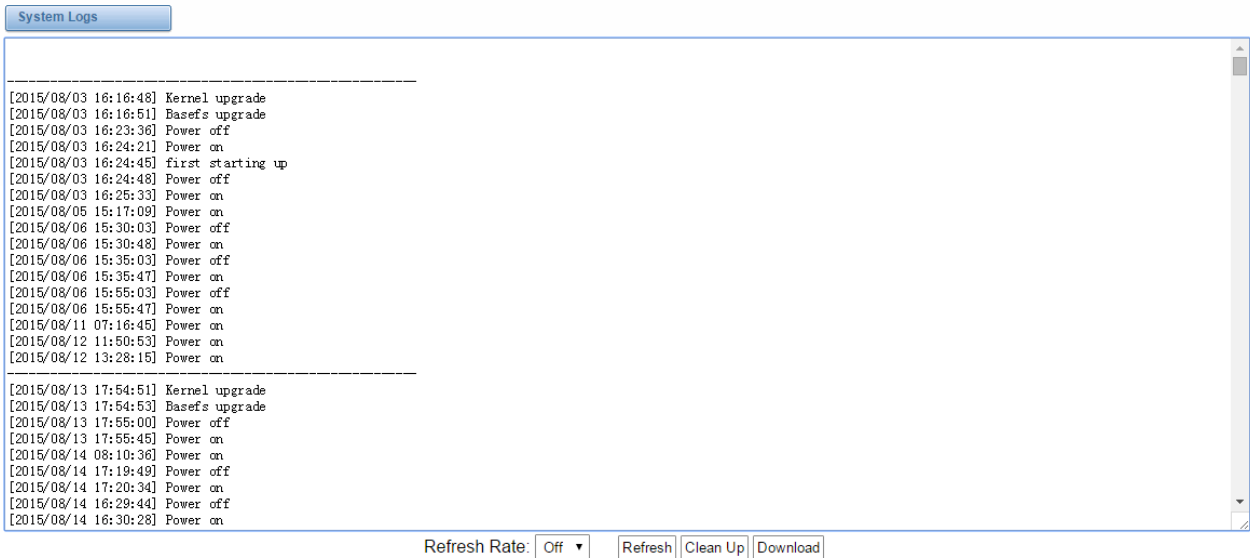 System Logs
[2015/08/03 16:16:48] Kernel upgrade
[2015/08/03 16:16:51] Basefs upgrade
[2015/08/03 16:23:36] Power off
[2015/08/03 16:24:21] Power on
[2015/08/03 16:24:45] first starting up
[2015/08/03 16:24:48] Power off
[2015/08/03 16:25:33] Power on
[2015/08/05 15:17:09] Power on
[2015/08/06 15:30:03] Power off
[2015/08/06 15:30:48] Power on
[2015/08/06 15:35:03] Power off
[2015/08/06 15:35:47] Power on
[2015/08/06 15:55:03] Power off
[2015/08/06 15:55:47] Power on
[2015/08/11 07:16:45] Power on
[2015/08/12 11:50:53] Power on
[2015/08/12 13:28:15] Power on
[2015/08/13 17:54:51] Kernel upgrade
[2015/08/13 17:54:53] Basefs upgrade
[2015/08/13 17:55:00] Power off
[2015/08/13 17:55:45] Power on
[2015/08/14 08:10:36] Power on
[2015/08/14 17:19:49] Power off
[2015/08/14 17:20:34] Power on
[2015/08/14 16:29:44] Power off
[2015/08/14 16:30:28] Power on
Refresh Rate: Off Refresh Clean Up Download